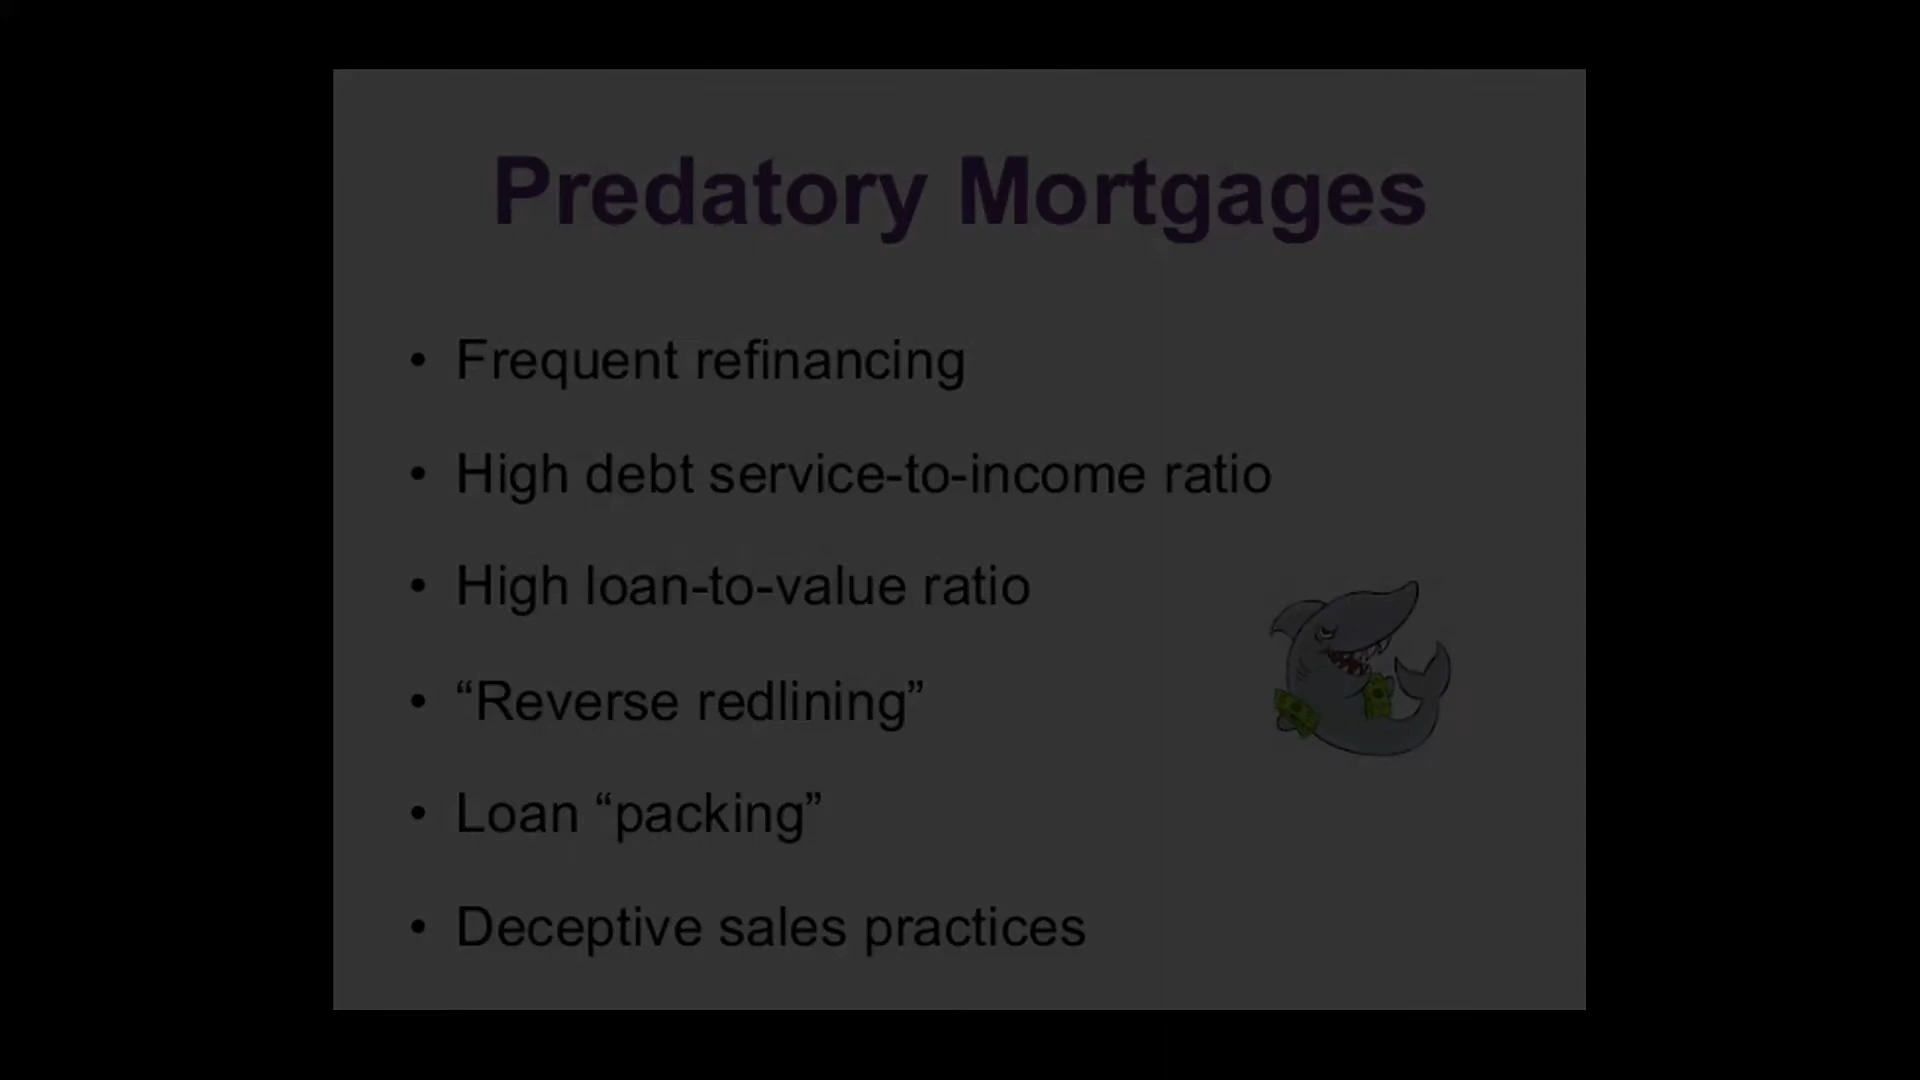 Predatory Mortgages
• Frequent refinancing
• High debt service-to-income ratio
• High loan-to-value ratio
• “Reverse redlining”
• Loan “packing”
• Deceptive sales practices